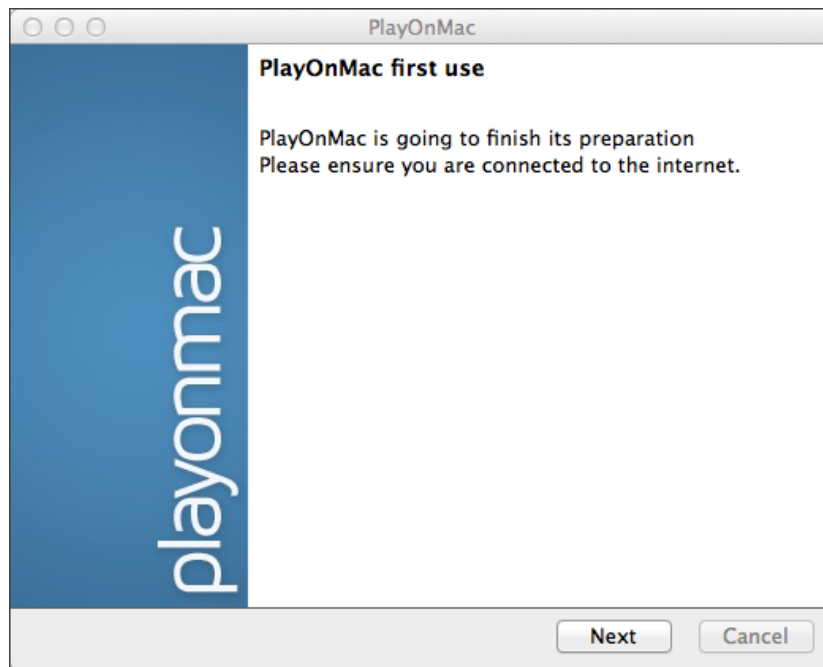 PlayOnMac
PlayOnMac first use
PlayOnMac is going to finish its preparation
Please ensure you are connected to the internet.
playonmac
Next
Cancel